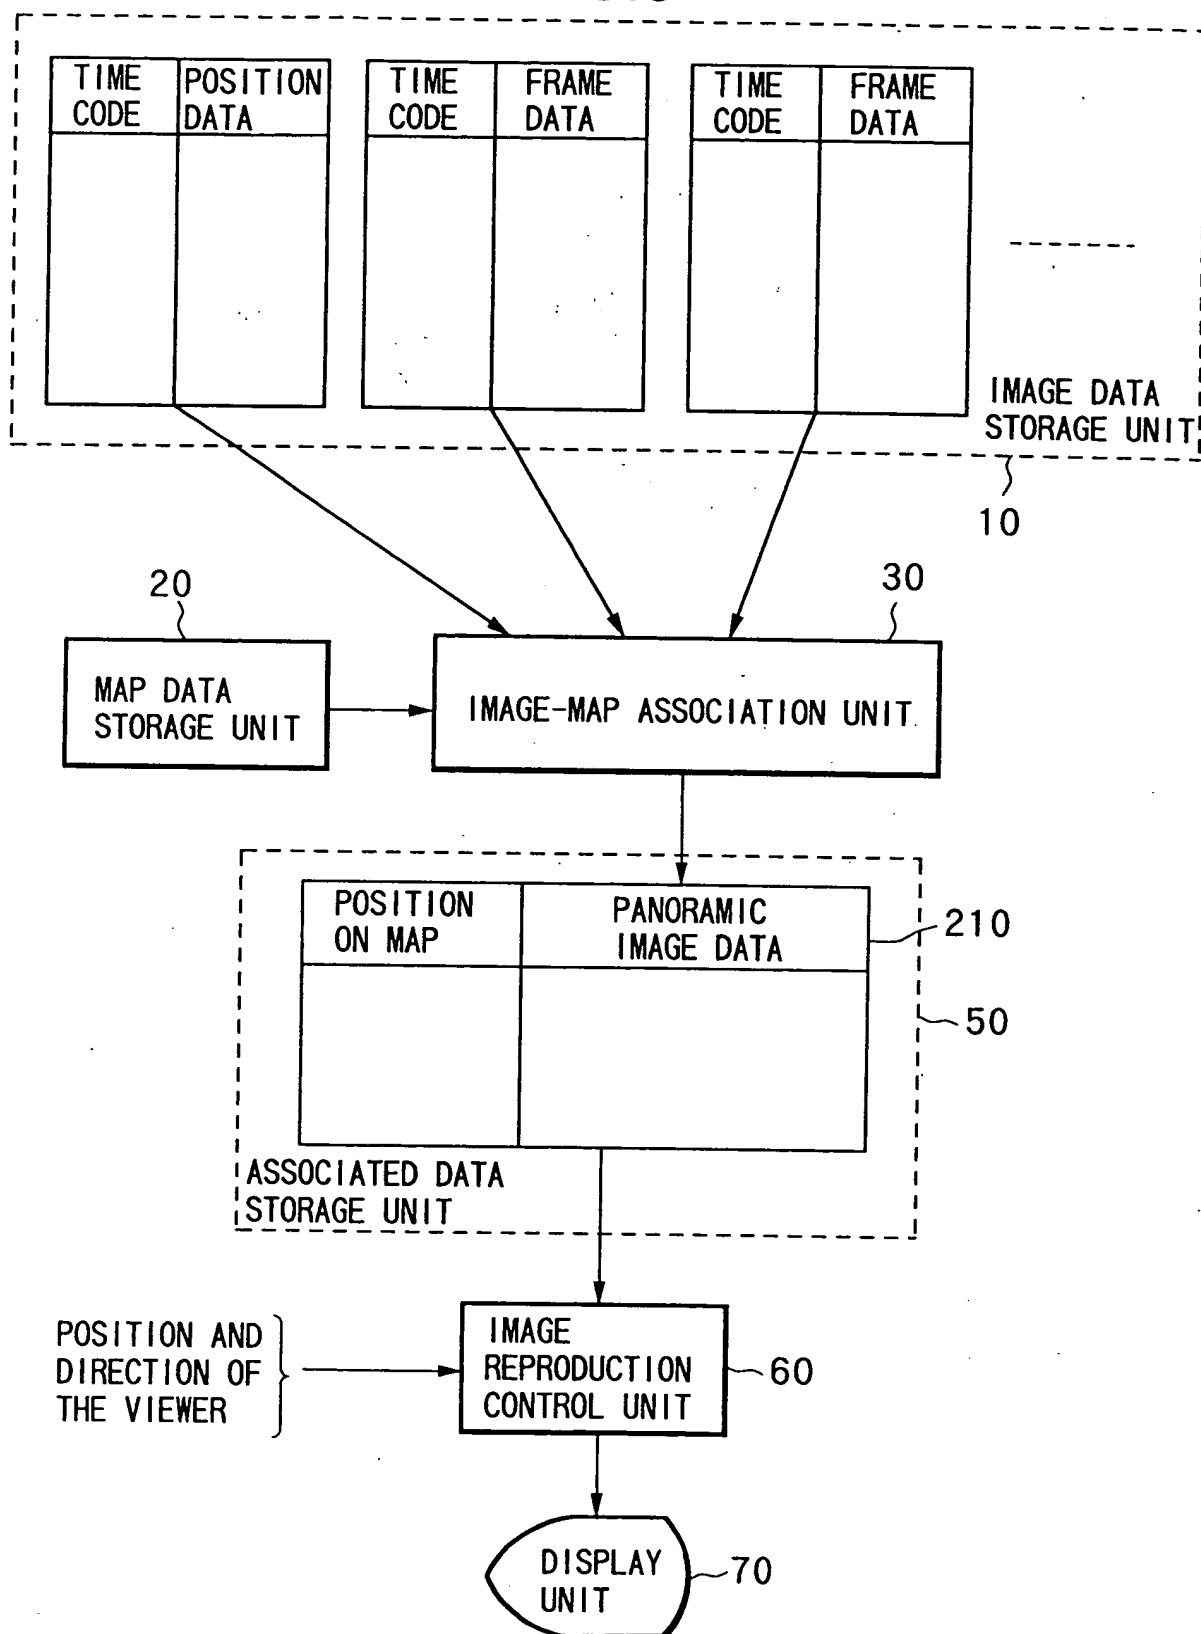 TIME CODE
POSITION DATA
TIME CODE
FRAME DATA
TIME CODE
FRAME DATA
IMAGE DATA
STORAGE UNIT
10
20
30
MAP DATA
STORAGE UNIT
IMAGE-MAP ASSOCIATION UNIT
POSITION
ON MAP
PANORAMIC
IMAGE DATA
210
50
ASSOCIATED DATA
STORAGE UNIT
POSITION AND
DIRECTION OF
THE VIEWER
IMAGE
REPRODUCTION
CONTROL UNIT
60
DISPLAY
UNIT
70